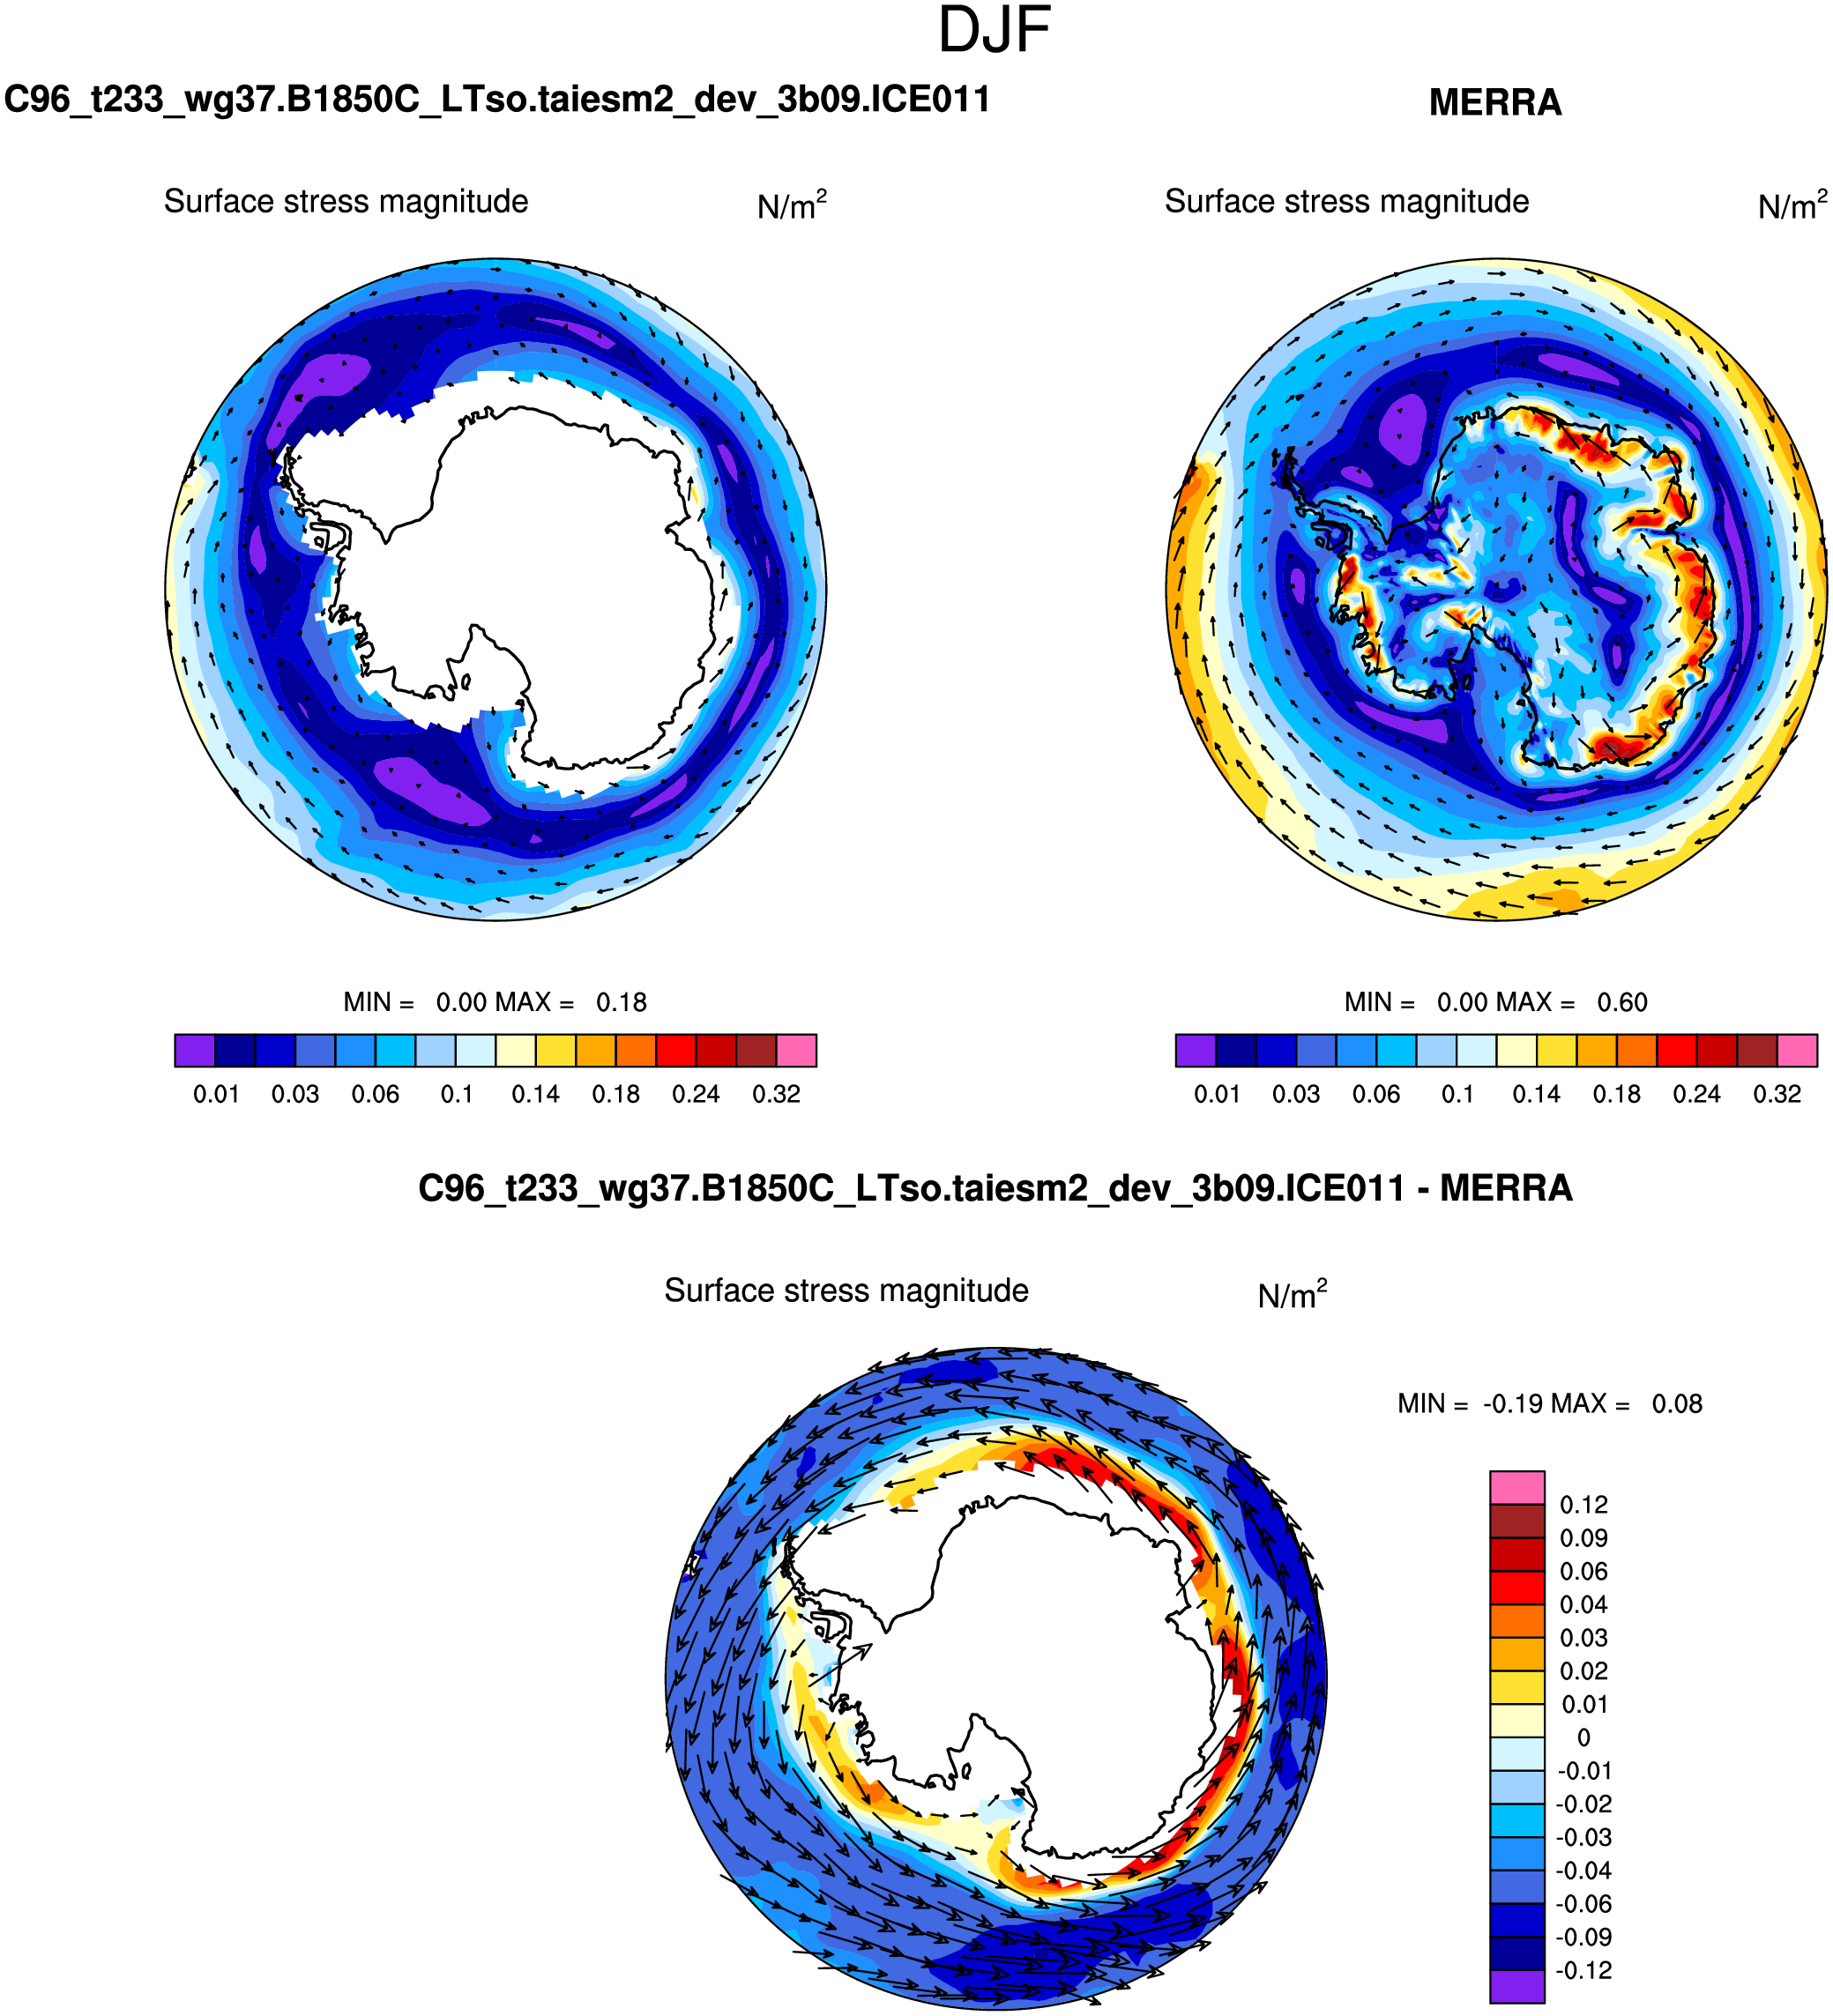 DJF
C96_t233_wg37.B1850C_LTso.taiesm2_dev_3b09.ICE011
MERRA
Surface stress magnitude N/m²
Surface stress magnitude N/m²
MIN = 0.00 MAX = 0.18
0.01 0.03 0.06 0.1 0.14 0.18 0.24 0.32
MIN = 0.00 MAX = 0.60
0.01 0.03 0.06 0.1 0.14 0.18 0.24 0.32
C96_t233_wg37.B1850C_LTso.taiesm2_dev_3b09.ICE011 - MERRA
Surface stress magnitude N/m²
MIN = -0.19 MAX = 0.08
0.12
0.09
0.06
0.04
0.03
0.02
0.01
0
-0.01
-0.02
-0.03
-0.04
-0.06
-0.09
-0.12